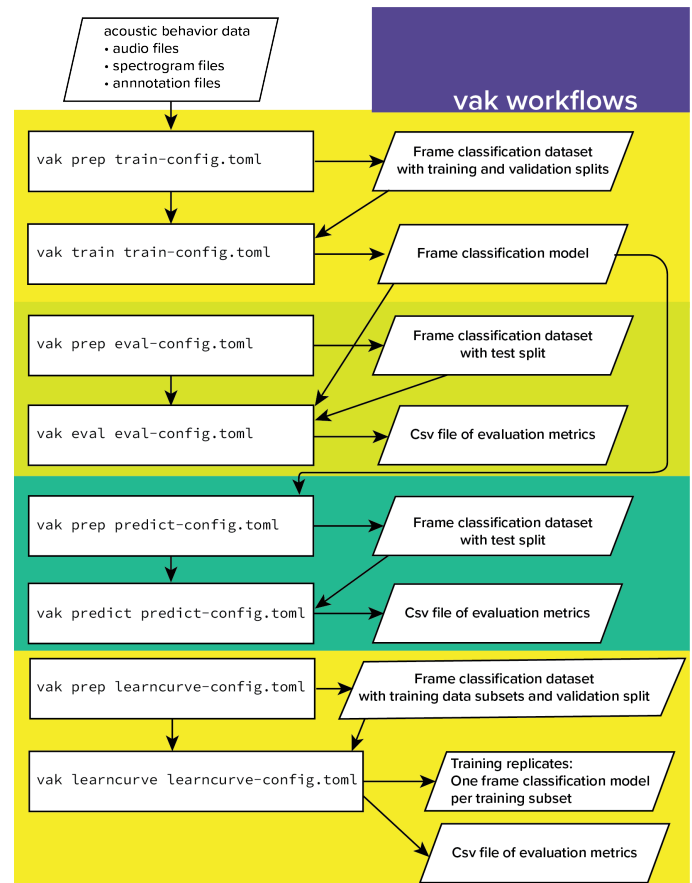 acoustic behavior data
• audio files
• spectrogram files
• annnotation files
vak workflows
vak prep train-config.toml
Frame classification dataset
with training and validation splits
vak train train-config.toml
Frame classification model
vak prep eval-config.toml
Frame classification dataset
with test split
vak eval eval-config.toml
Csv file of evaluation metrics
vak prep predict-config.toml
Frame classification dataset
with test split
vak predict predict-config.toml
Csv file of evaluation metrics
vak prep learncurve-config.toml
Frame classification dataset
with training data subsets and validation split
vak learncurve learncurve-config.toml
Training replicates:
One frame classification model
per training subset
Csv file of evaluation metrics